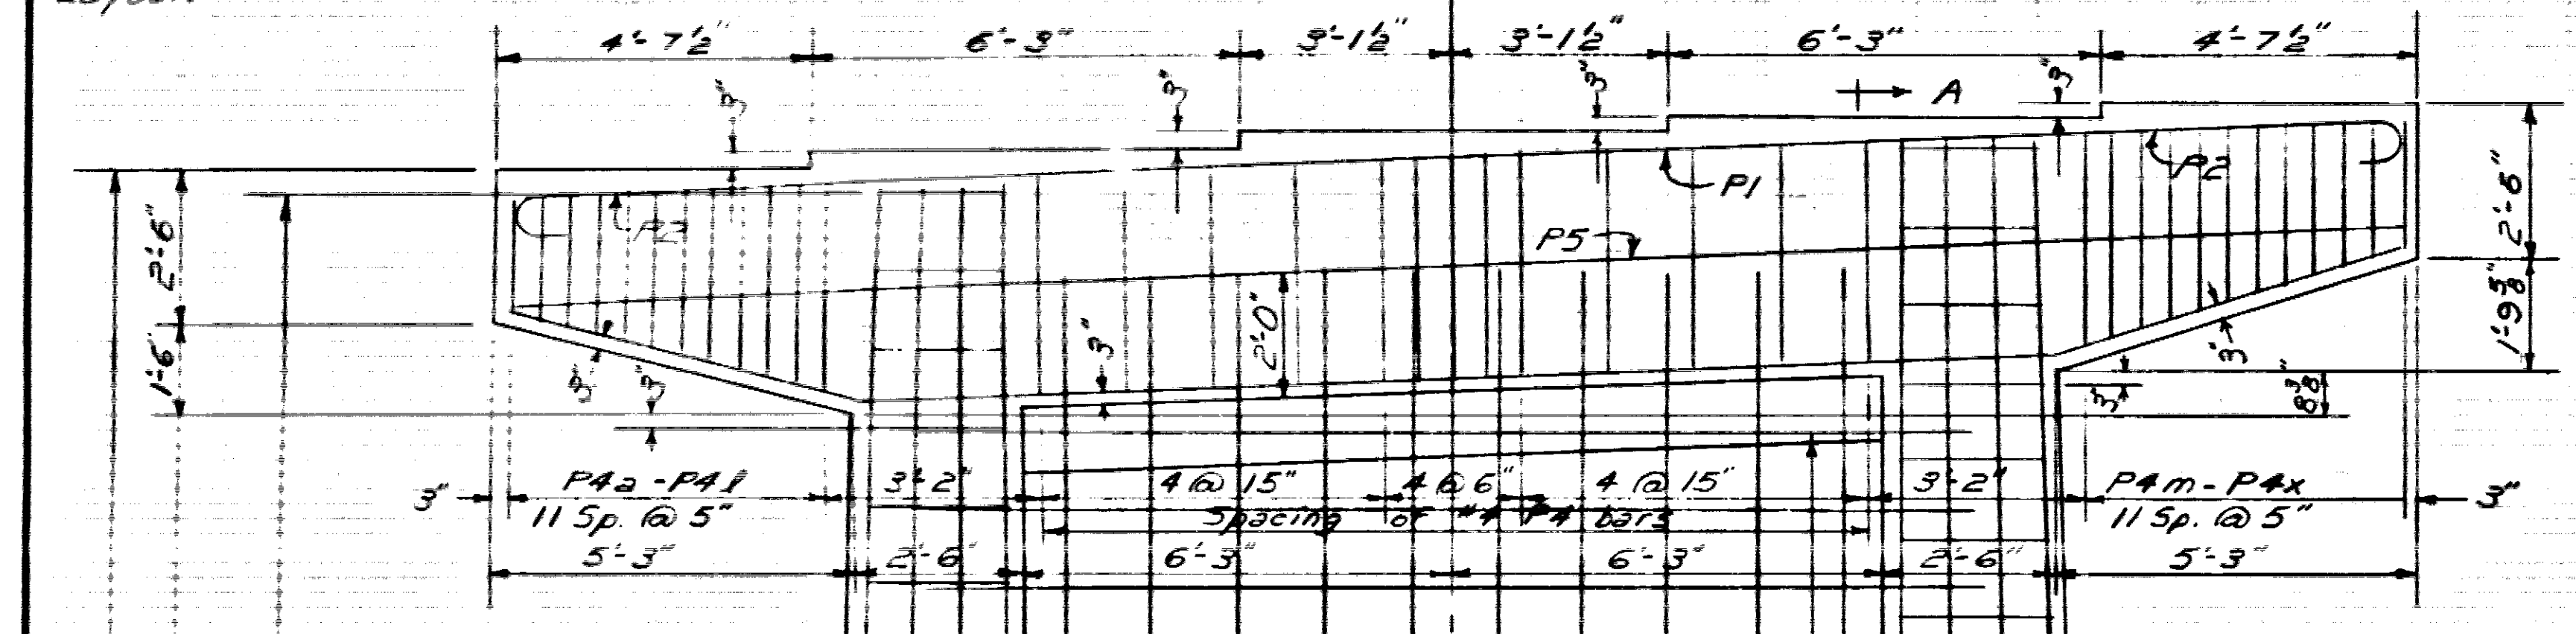 4'-7½" 6'-3" 3'-1½" 3'-1½" 6'-3" 4'-7½"
3" 3" 3" 3"
A
2'-6" P2 P1 P2 2'-6"
P5
1'-6" 3" 3" 3" 2'-0" 3" 3" 8⅜" 1'-9⅝"
3" P4a - P4l 3'-2" 4 @ 15" 4 @ 6" 4 @ 15" 3'-2" P4m - P4x 3"
11 Sp. @ 5" Spacing of #4 P4 bars 11 Sp. @ 5"
5'-3" 2'-6" 6'-3" 6'-3" 2'-6" 5'-3"